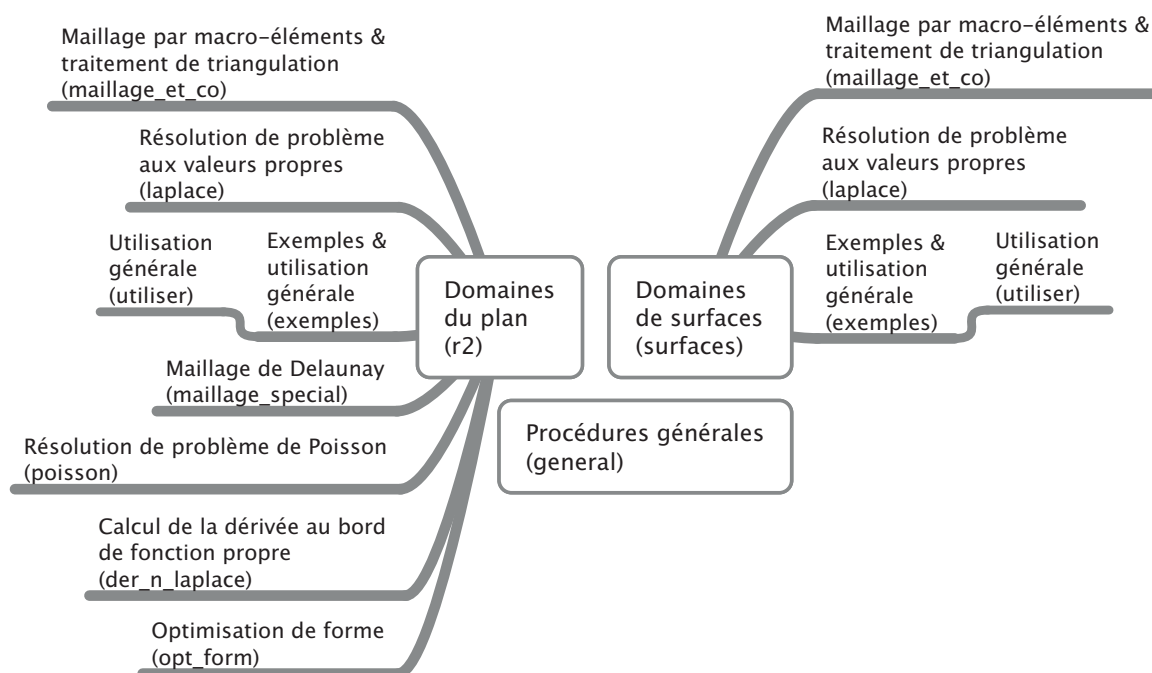 Maillage par macro-éléments &
traitement de triangulation
(maillage_et_co)
Résolution de problème
aux valeurs propres
(laplace)
Utilisation
générale
(utiliser)
Exemples &
utilisation
générale
(exemples)
Maillage de Delaunay
(maillage_special)
Résolution de problème de Poisson
(poisson)
Calcul de la dérivée au bord
de fonction propre
(der_n_laplace)
Optimisation de forme
(opt_form)
Domaines
du plan
(r2)
Domaines
de surfaces
(surfaces)
Procédures générales
(general)
Maillage par macro-éléments &
traitement de triangulation
(maillage_et_co)
Résolution de problème
aux valeurs propres
(laplace)
Exemples &
utilisation
générale
(exemples)
Utilisation
générale
(utiliser)